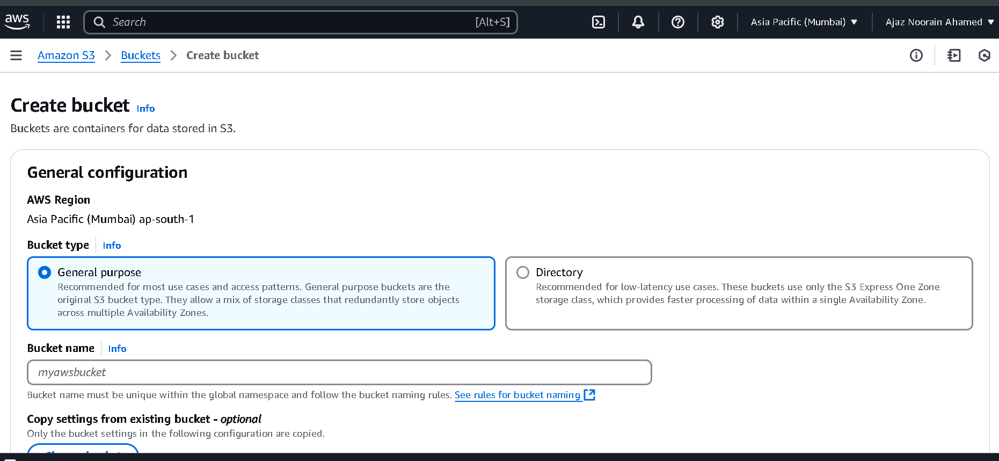 aws
Search [Alt+S] Asia Pacific (Mumbai) Ajaz Noorain Ahamed
Amazon S3 Buckets Create bucket
Create bucket Info
Buckets are containers for data stored in S3.
General configuration
AWS Region
Asia Pacific (Mumbai) ap-south-1
Bucket type Info
General purpose
Recommended for most use cases and access patterns. General purpose buckets are the
original S3 bucket type. They allow a mix of storage classes that redundantly store objects
across multiple Availability Zones.
Directory
Recommended for low-latency use cases. These buckets use only the S3 Express One Zone
storage class, which provides faster processing of data within a single Availability Zone.
Bucket name Info
myawsbucket
Bucket name must be unique within the global namespace and follow the bucket naming rules. See rules for bucket naming
Copy settings from existing bucket - optional
Only the bucket settings in the following configuration are copied.